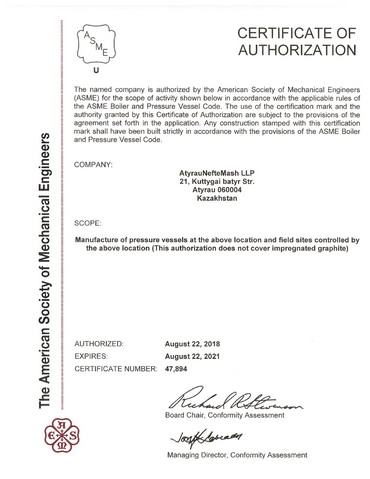 ASME
U
CERTIFICATE OF
AUTHORIZATION
The named company is authorized by the American Society of Mechanical Engineers
(ASME) for the scope of activity shown below in accordance with the applicable rules of
the ASME Boiler and Pressure Vessel Code. The use of the certification mark and the
authority granted by this Certificate of Authorization are subject to the provisions of the
agreement set forth in the application. Any construction stamped with this certification
mark shall have been built strictly in accordance with the provisions of the ASME Boiler
and Pressure Vessel Code.
COMPANY:
AtyrauNefteMash LLP
21, Kuttygai batyr Str.
Atyrau 060004
Kazakhstan
SCOPE:
Manufacture of pressure vessels at the above location and field sites controlled by
the above location (This authorization does not cover impregnated graphite)
AUTHORIZED: August 22, 2018
EXPIRES: August 22, 2021
CERTIFICATE NUMBER: 47,894
Board Chair, Conformity Assessment
Managing Director, Conformity Assessment
The American Society of Mechanical Engineers